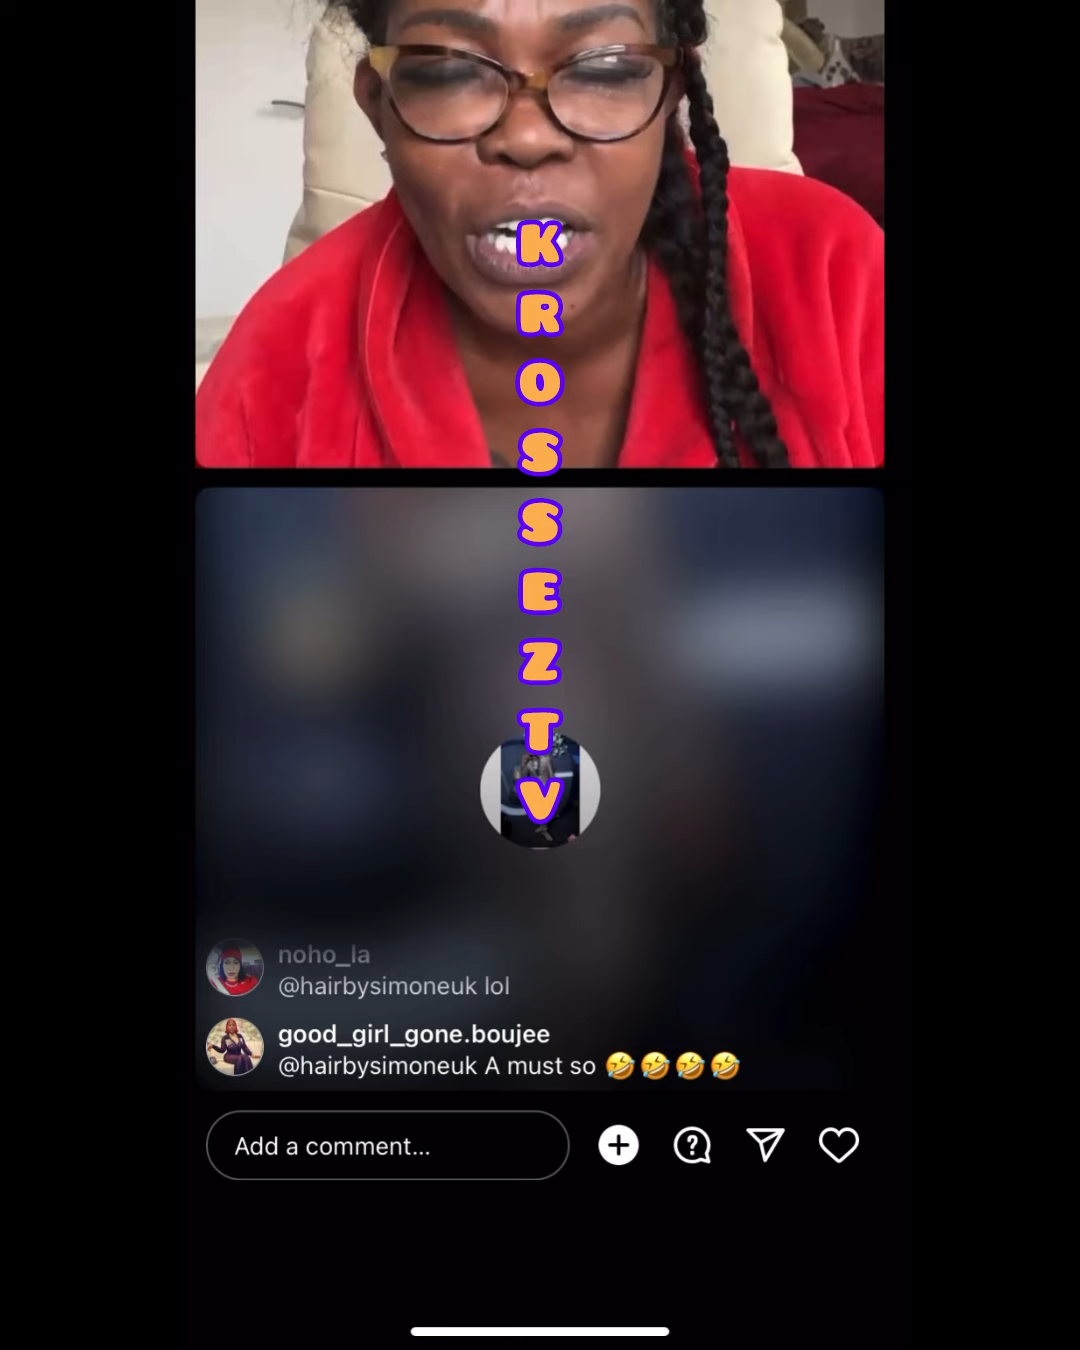 K
R
O
S
S
E
Z
T
V
noho_la
@hairbysimoneuk lol
good_girl_gone.boujee
@hairbysimoneuk A must so 🤣🤣🤣🤣
Add a comment...